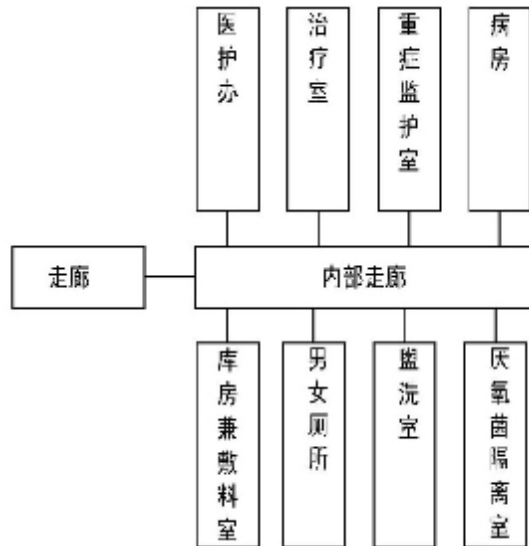 医护办
治疗室
重症监护室
病房
走廊
内部走廊
库房兼敷料室
男女厕所
盥洗室
厌氧菌隔离室